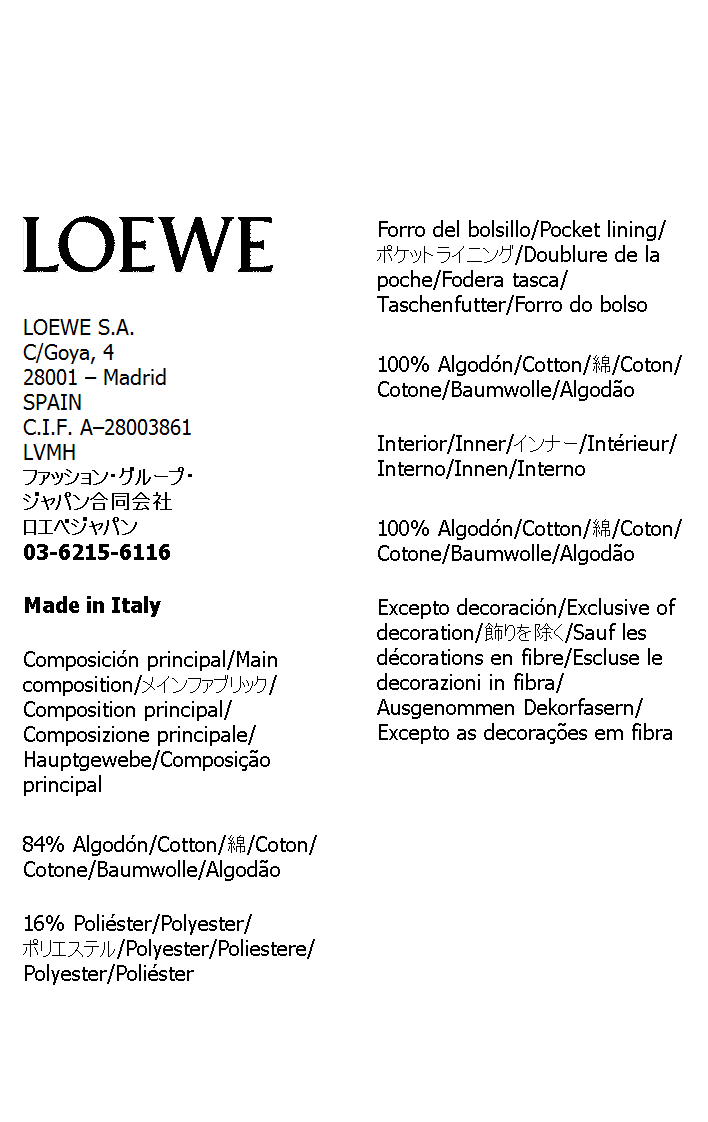 LOEWE
LOEWE S.A.
C/Goya, 4
28001 – Madrid
SPAIN
C.I.F. A–28003861
LVMH
ファッション・グループ・
ジャパン合同会社
ロエベジャパン
03-6215-6116
Made in Italy
Composición principal/Main
composition/メインファブリック/
Composition principal/
Composizione principale/
Hauptgewebe/Composição
principal
84% Algodón/Cotton/綿/Coton/
Cotone/Baumwolle/Algodão
16% Poliéster/Polyester/
ポリエステル/Polyester/Poliestere/
Polyester/Poliéster
Forro del bolsillo/Pocket lining/
ポケットライニング/Doublure de la
poche/Fodera tasca/
Taschenfutter/Forro do bolso
100% Algodón/Cotton/綿/Coton/
Cotone/Baumwolle/Algodão
Interior/Inner/インナー/Intérieur/
Interno/Innen/Interno
100% Algodón/Cotton/綿/Coton/
Cotone/Baumwolle/Algodão
Excepto decoración/Exclusive of
decoration/飾りを除く/Sauf les
décorations en fibre/Escluse le
decorazioni in fibra/
Ausgenommen Dekorfasern/
Excepto as decorações em fibra